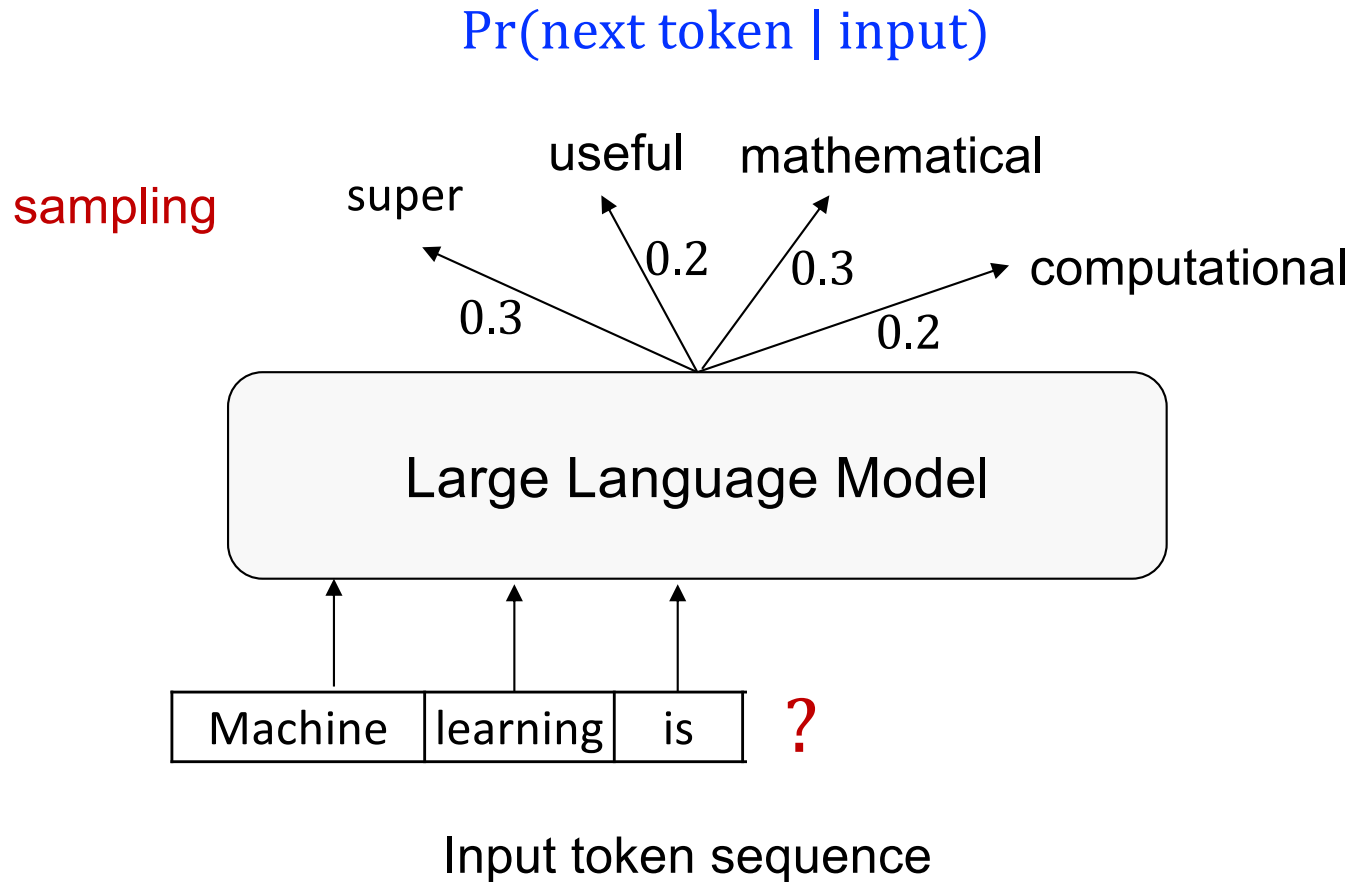 Pr(next token | input)
useful
mathematical
super
sampling
computational
0.2
0.3
0.3
0.2
Large Language Model
Machine learning is ?
Input token sequence